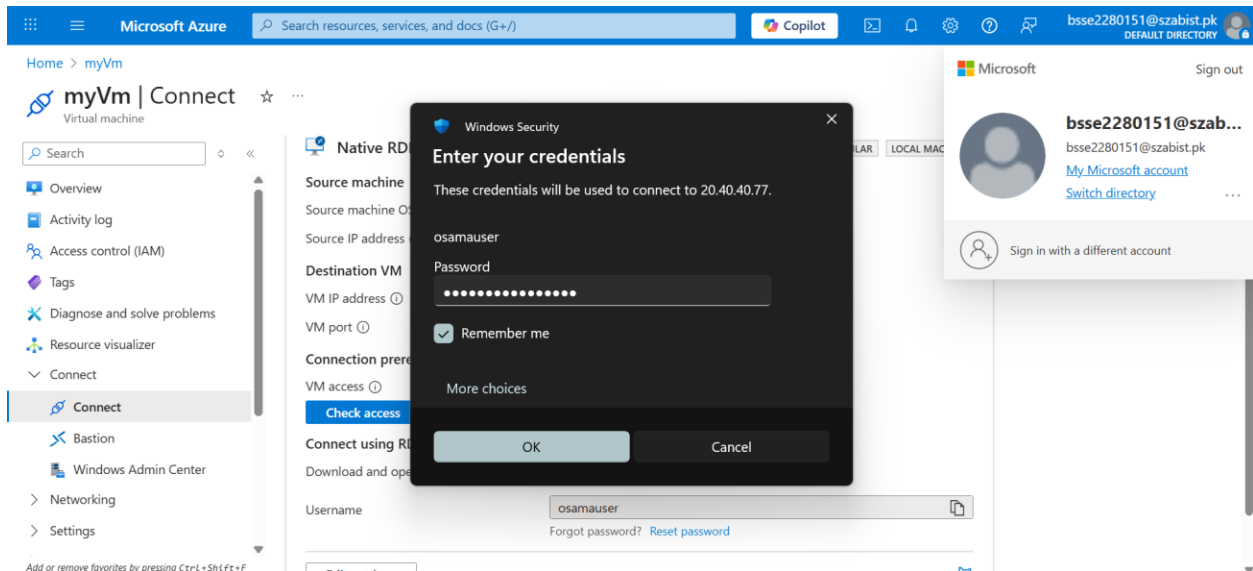 Microsoft Azure
Search resources, services, and docs (G+/)
Copilot
bsse2280151@szabist.pk
DEFAULT DIRECTORY
Home > myVm
myVm | Connect
Virtual machine
Search
Overview
Activity log
Access control (IAM)
Tags
Diagnose and solve problems
Resource visualizer
Connect
Connect
Bastion
Windows Admin Center
Networking
Settings
Add or remove favorites by pressing Ctrl+Shift+F
Native RD
LOCAL MAC
Source machine
Source machine OS
Source IP address
Destination VM
VM IP address
VM port
Connection prere
VM access
Check access
Connect using RD
Download and ope
Username
osamauser
Forgot password? Reset password
Windows Security
Enter your credentials
These credentials will be used to connect to 20.40.40.77.
osamauser
Password
Remember me
More choices
OK
Cancel
Microsoft
Sign out
bsse2280151@szab...
bsse2280151@szabist.pk
My Microsoft account
Switch directory
...
Sign in with a different account